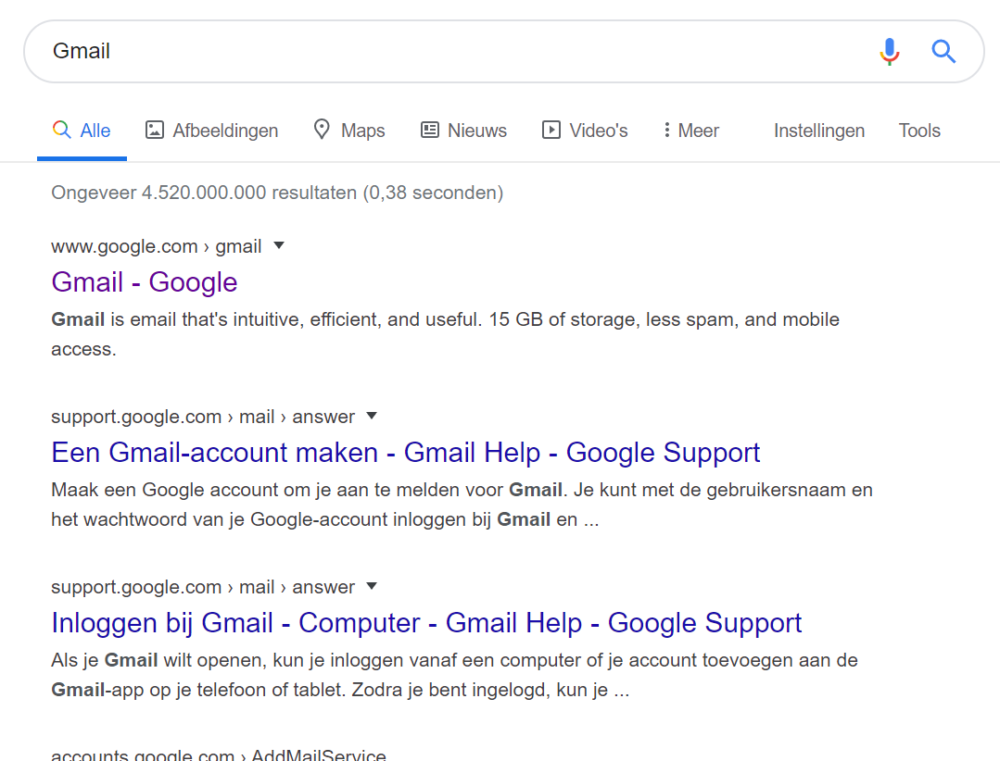 Gmail
Alle Afbeeldingen Maps Nieuws Video's Meer Instellingen Tools
Ongeveer 4.520.000.000 resultaten (0,38 seconden)
www.google.com › gmail
Gmail - Google
Gmail is email that's intuitive, efficient, and useful. 15 GB of storage, less spam, and mobile
access.
support.google.com › mail › answer
Een Gmail-account maken - Gmail Help - Google Support
Maak een Google account om je aan te melden voor Gmail. Je kunt met de gebruikersnaam en
het wachtwoord van je Google-account inloggen bij Gmail en ...
support.google.com › mail › answer
Inloggen bij Gmail - Computer - Gmail Help - Google Support
Als je Gmail wilt openen, kun je inloggen vanaf een computer of je account toevoegen aan de
Gmail-app op je telefoon of tablet. Zodra je bent ingelogd, kun je ...
accounts.google.com › AddMailService